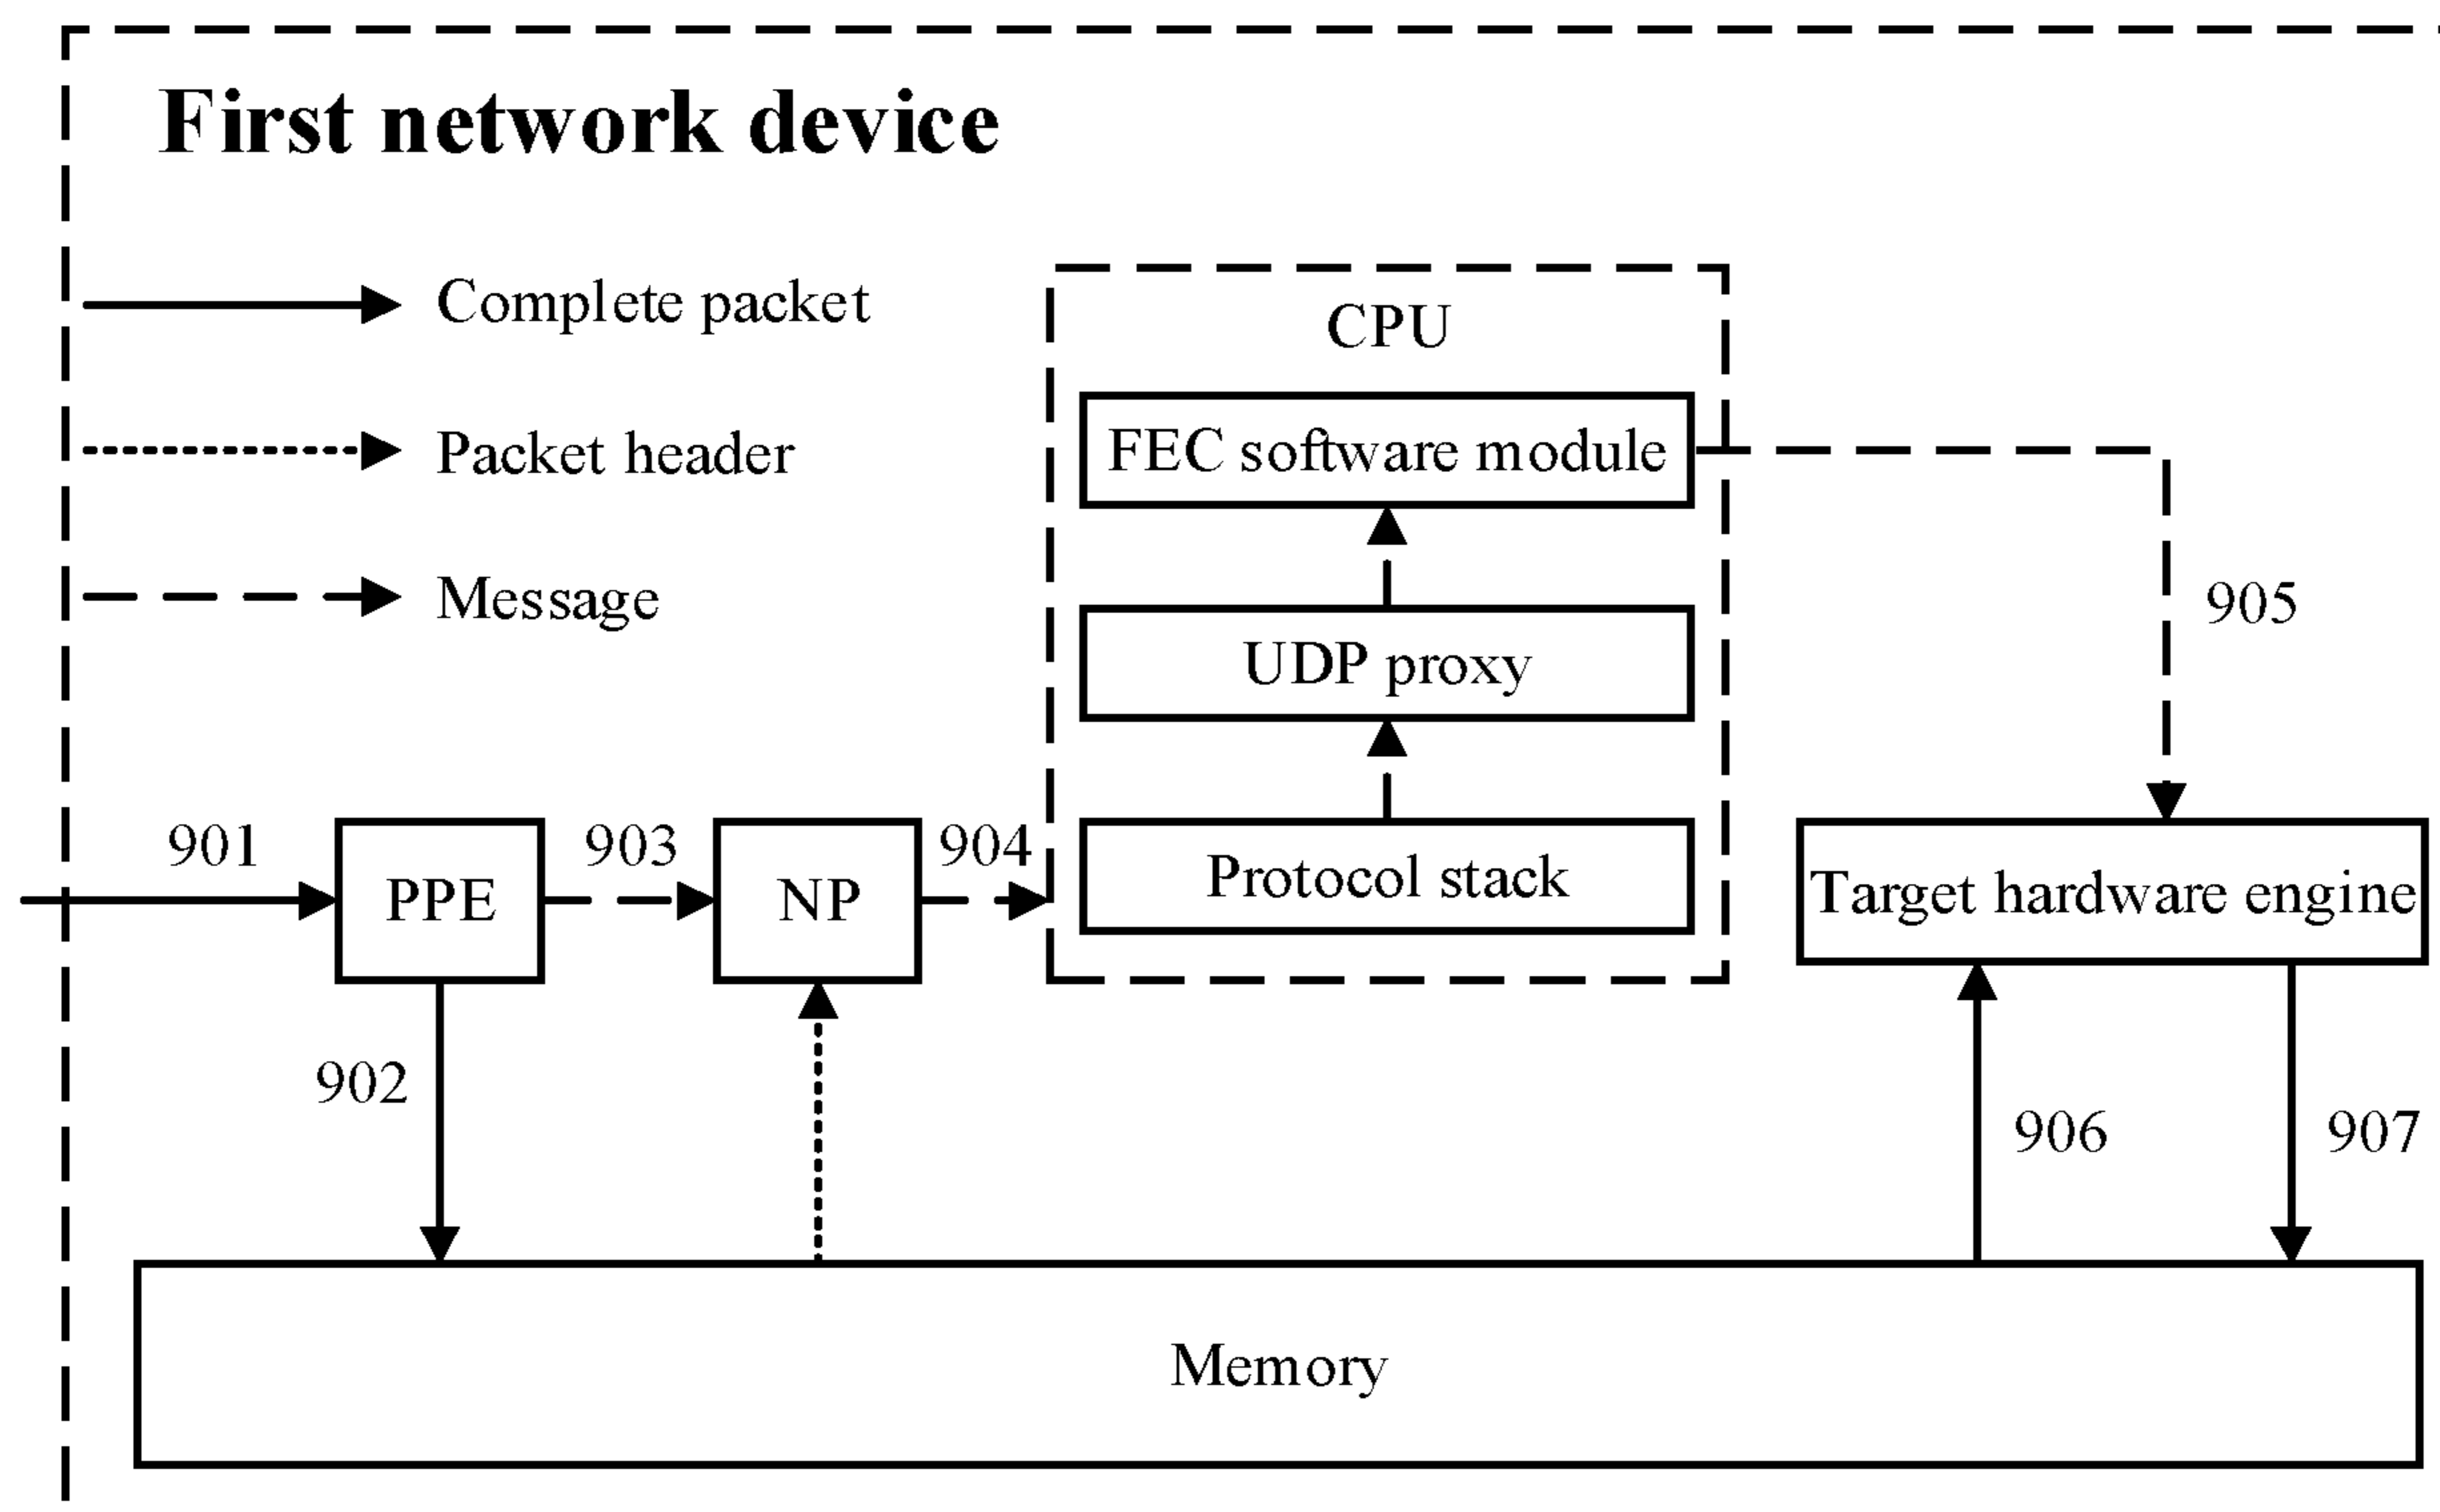 First network device
Complete packet
Packet header
Message
CPU
FEC software module
UDP proxy
Protocol stack
905
901
PPE
903
NP
904
Target hardware engine
902
906
907
Memory